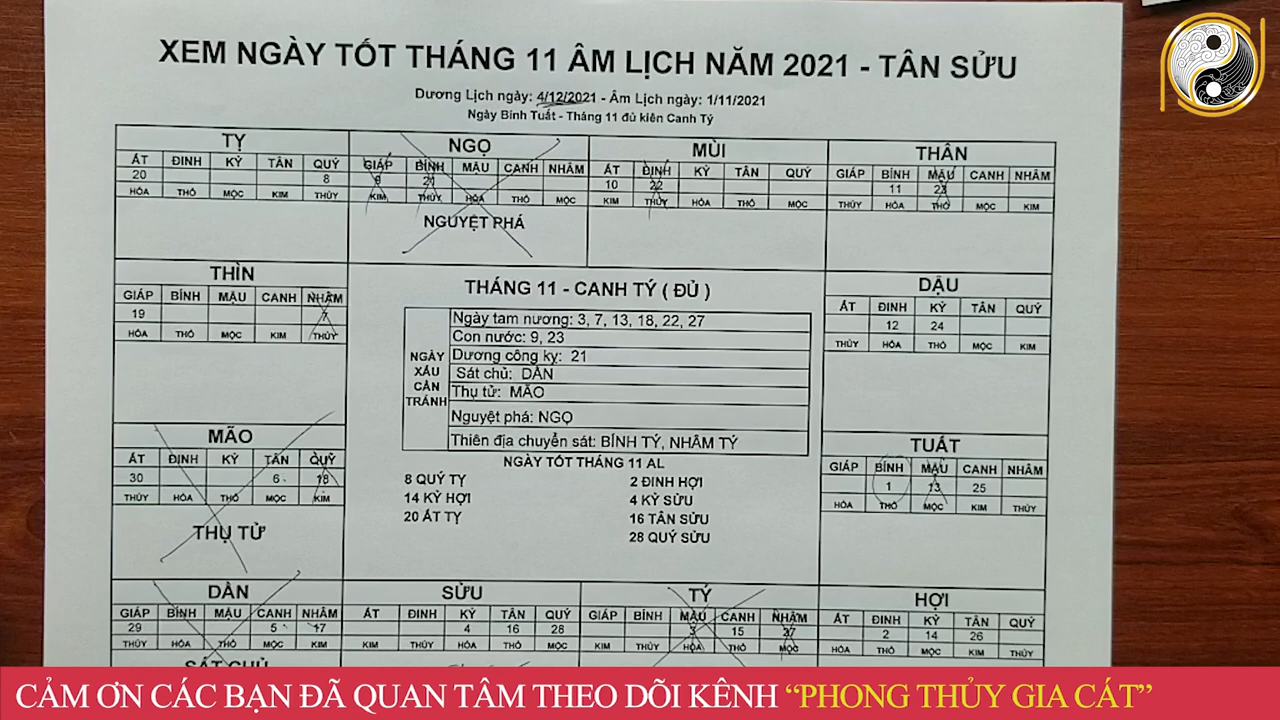 XEM NGÀY TỐT THÁNG 11 ÂM LỊCH NĂM 2021 - TÂN SỬU
Dương Lịch ngày: 4/12/2021 - Âm Lịch ngày: 1/11/2021
Ngày Bính Tuất - Tháng 11 đủ kiên Canh Tý
TỴ
ÁT ĐINH KỶ TÂN QUÝ
20 8
HỎA THỔ MỘC KIM THỦY
NGỌ
GIÁP BÍNH MẬU CANH NHÂM
9 21
KIM THỦY HỎA THỔ MỘC
NGUYỆT PHÁ
MÙI
ÁT ĐỊNH KỶ TÂN QUÝ
10 22
KIM THỦY HỎA THỔ MỘC
THÂN
GIÁP BÍNH MẬU CANH NHÂM
11 23
THỦY HỎA THỔ MỘC KIM
THÌN
GIÁP BÍNH MẬU CANH NHÂM
19 7
HỎA THỔ MỘC KIM THỦY
THÁNG 11 - CANH TÝ ( ĐỦ )
NGÀY XẤU CẦN TRÁNH
Ngày tam nương: 3, 7, 13, 18, 22, 27
Con nước: 9, 23
Dương công kỵ: 21
Sát chủ: DẦN
Thụ tử: MÃO
Nguyệt phá: NGỌ
Thiên địa chuyển sát: BÍNH TÝ, NHÂM TÝ
DẬU
ÁT ĐINH KỶ TÂN QUÝ
12 24
THỦY HỎA THỔ MỘC KIM
MÃO
ÁT ĐINH KỶ TÂN QUÝ
30 6 18
THỦY HỎA THỔ MỘC KIM
THỤ TỬ
NGÀY TỐT THÁNG 11 AL
8 QUÝ TỴ
14 KỶ HỢI
20 ÁT TỴ
2 ĐINH HỢI
4 KỶ SỬU
16 TÂN SỬU
28 QUÝ SỬU
TUẤT
GIÁP BÍNH MẬU CANH NHÂM
1 13 25
HỎA THỔ MỘC KIM THỦY
DẦN
GIÁP BÍNH MẬU CANH NHÂM
29 5 17
THỦY HỎA THỔ MỘC KIM
SÁT CHỦ
SỬU
ÁT ĐINH KỶ TÂN QUÝ
4 16 28
KIM THỦY HỎA THỔ MỘC
TÝ
GIÁP BÍNH MẬU CANH NHÂM
3 15 27
KIM THỦY HỎA THỔ MỘC
HỢI
ÁT ĐINH KỶ TÂN QUÝ
2 14 26
HỎA THỔ MỘC KIM THỦY
CẢM ƠN CÁC BẠN ĐÃ QUAN TÂM THEO DÕI KÊNH “PHONG THỦY GIA CÁT”